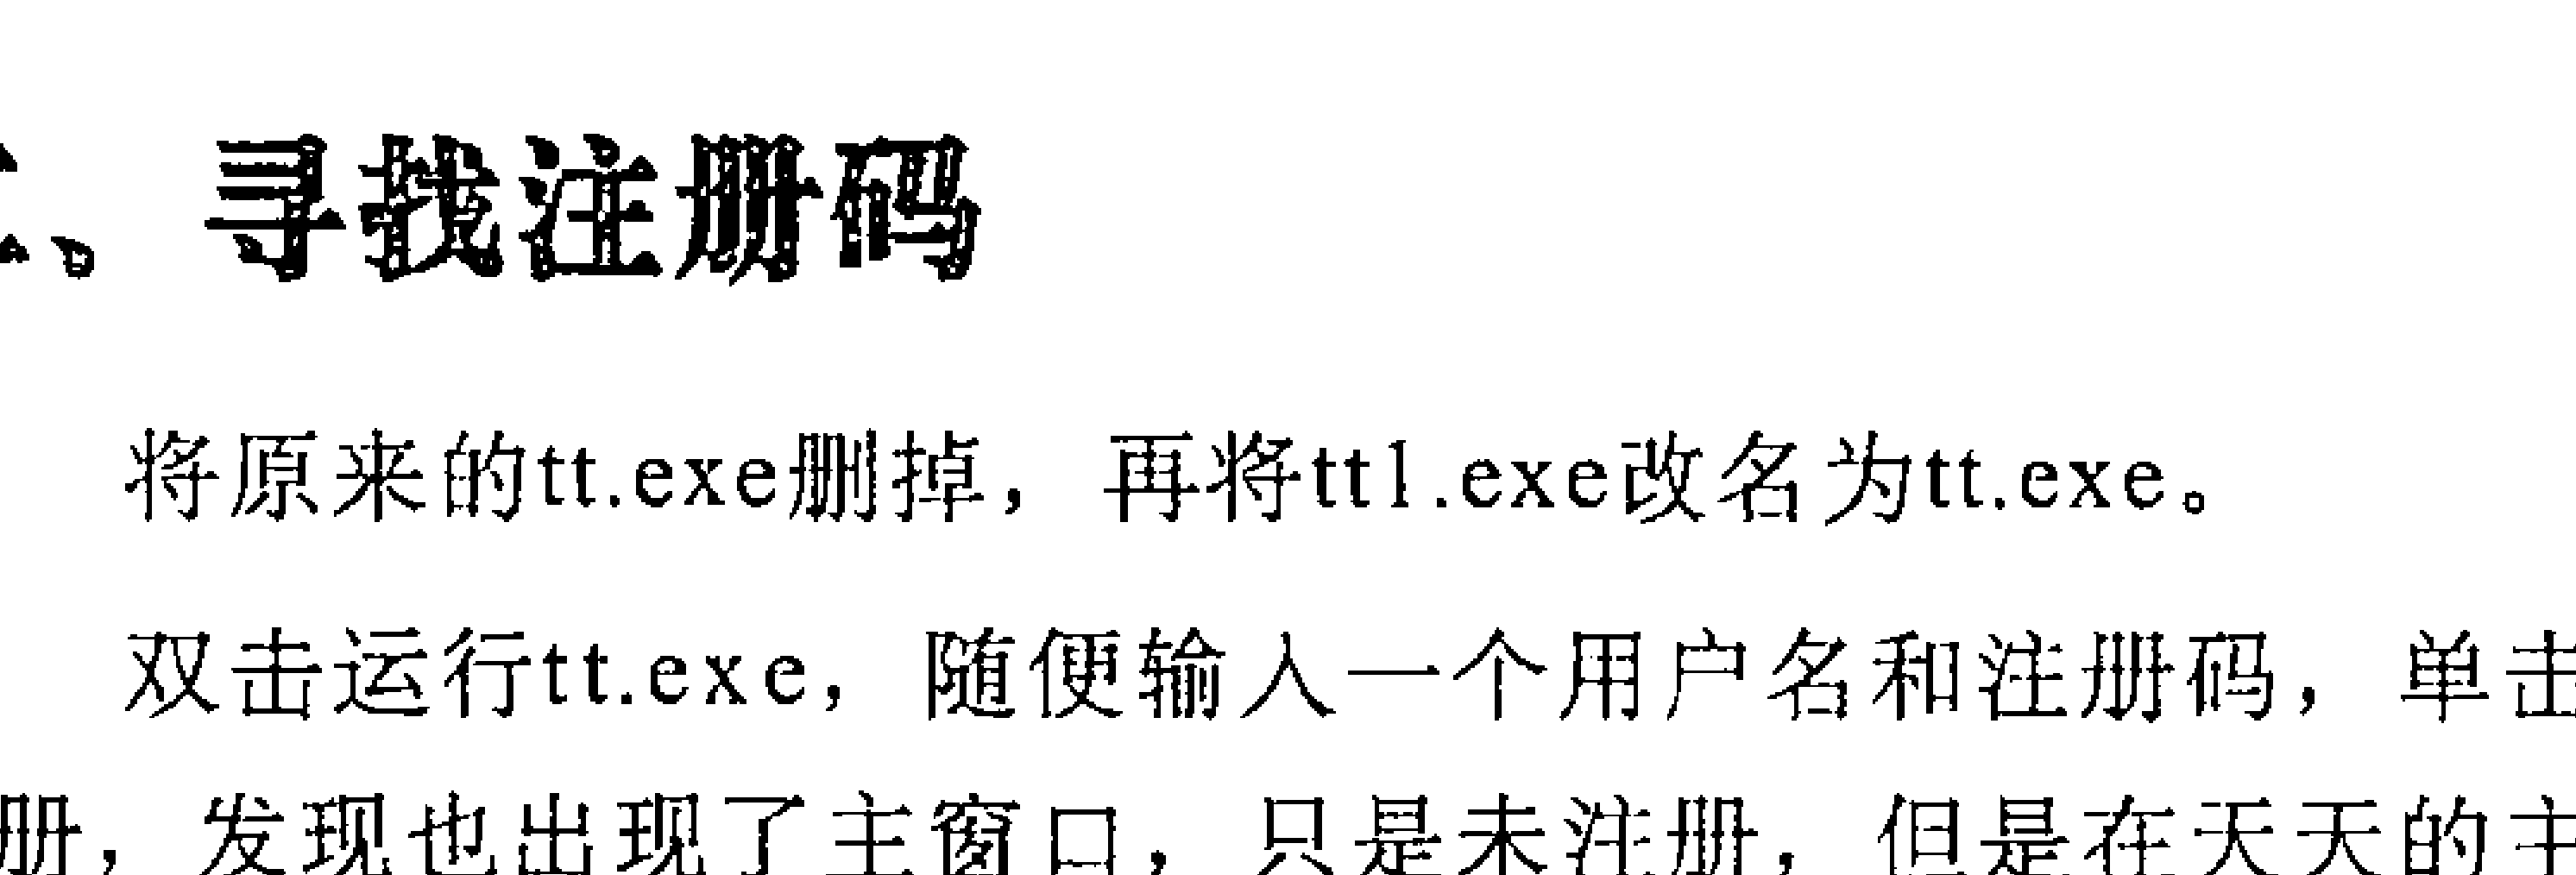 、寻找注册码
将原来的tt.exe删掉，再将tt1.exe改名为tt.exe。
双击运行tt.exe，随便输入一个用户名和注册码，单击
册，发现也出现了主窗口，只是未注册，但是在天天的主